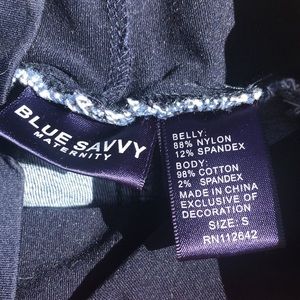 BLUE SAVVY
MATERNITY
BELLY:
88% NYLON
12% SPANDEX
BODY:
98% COTTON
2% SPANDEX
MADE IN CHINA
EXCLUSIVE OF
DECORATION
SIZE: S
RN112642